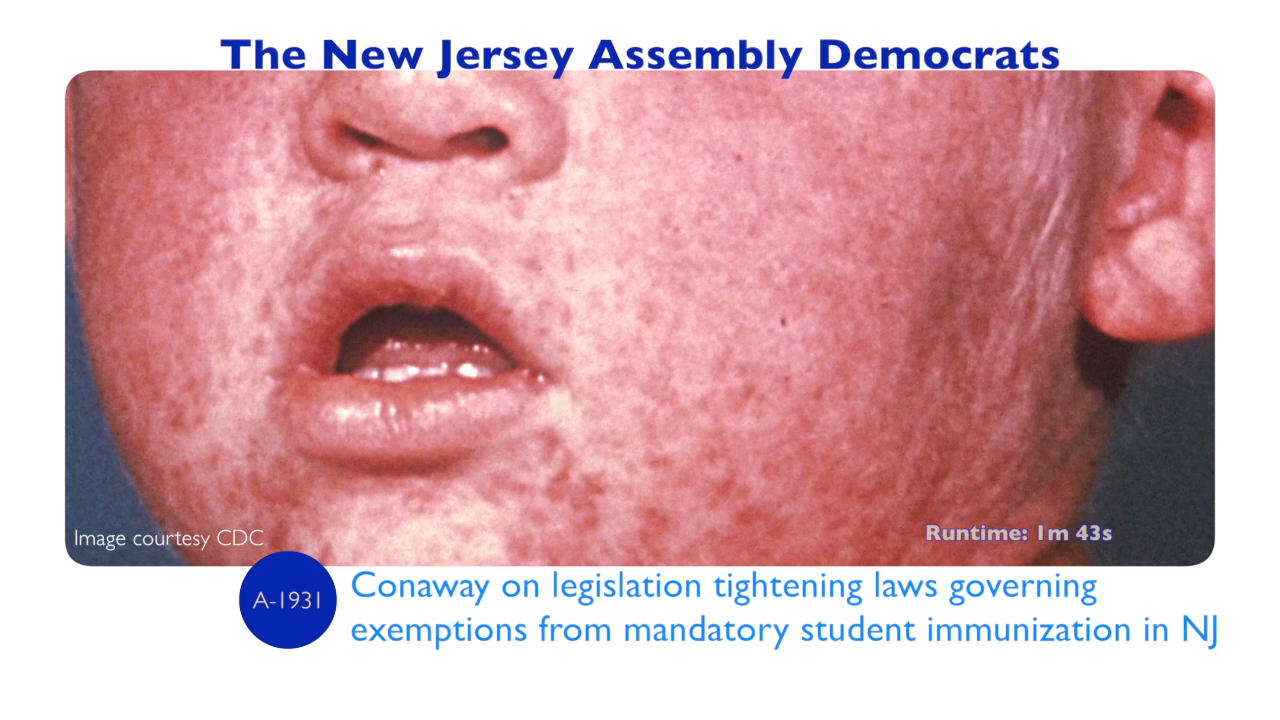 The New Jersey Assembly Democrats
Image courtesy CDC
Runtime: 1m 43s
A-1931
Conaway on legislation tightening laws governing
exemptions from mandatory student immunization in NJ